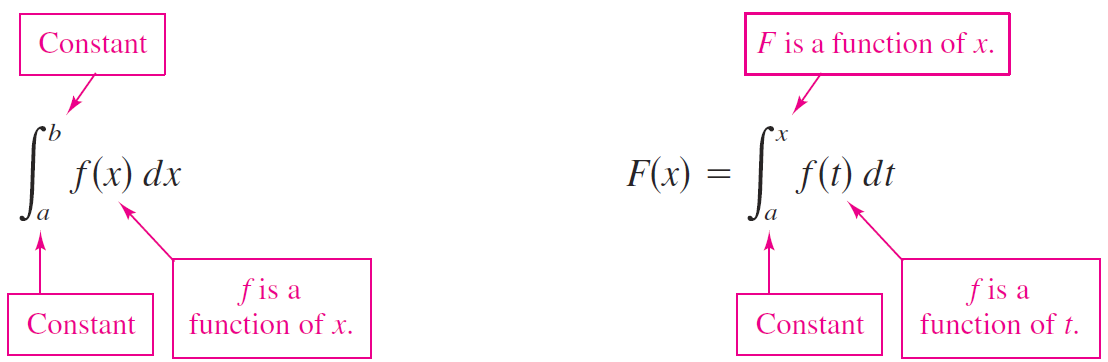 Constant
F is a function of x.
∫_a^b f(x) dx
F(x) = ∫_a^x f(t) dt
Constant
f is a
function of x.
Constant
f is a
function of t.